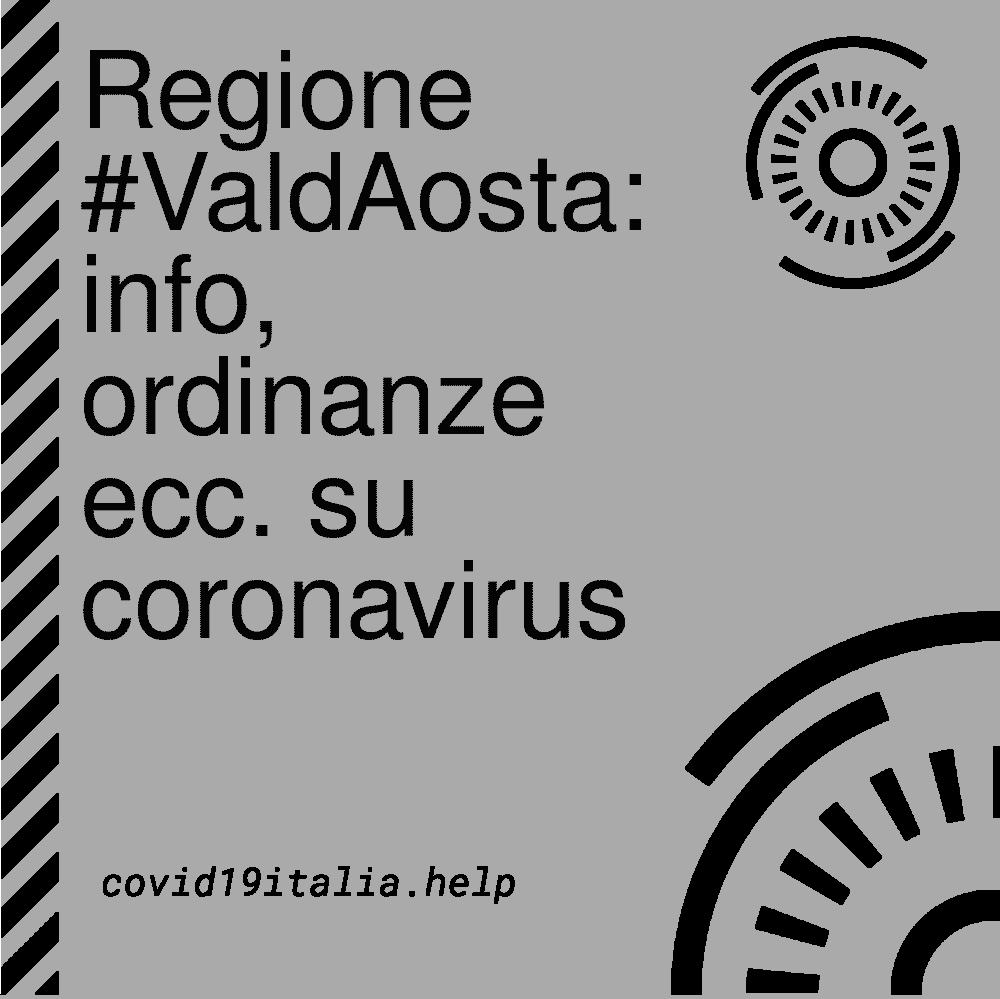 Regione
#ValdAosta:
info,
ordinanze
ecc. su
coronavirus
covid19italia.help